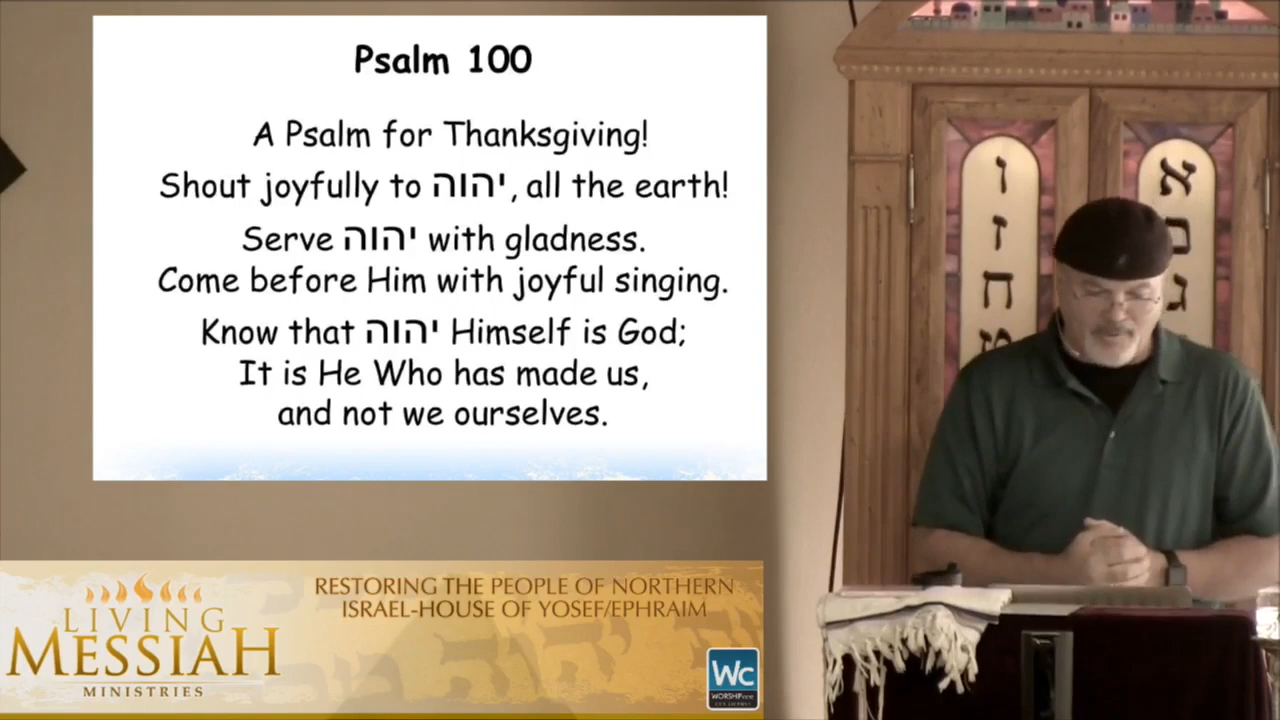 Psalm 100
A Psalm for Thanksgiving!
Shout joyfully to יהוה, all the earth!
Serve יהוה with gladness.
Come before Him with joyful singing.
Know that יהוה Himself is God;
It is He Who has made us,
and not we ourselves.
ו
ז
ח
א
ם
ג
LIVING
MESSIAH
MINISTRIES
RESTORING THE PEOPLE OF NORTHERN
ISRAEL-HOUSE OF YOSEF/EPHRAIM
Wc